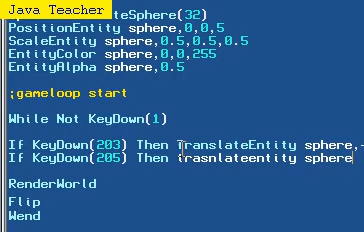 Java Teacher
teSphere(32)
PositionEntity sphere,0,0,5
ScaleEntity sphere,0.5,0.5,0.5
EntityColor sphere,0,0,255
EntityAlpha sphere,0.5
;gameloop start
While Not KeyDown(1)
If KeyDown(203) Then TranslateEntity sphere,-
If KeyDown(205) Then trasnlateentity sphere
RenderWorld
Flip
Wend